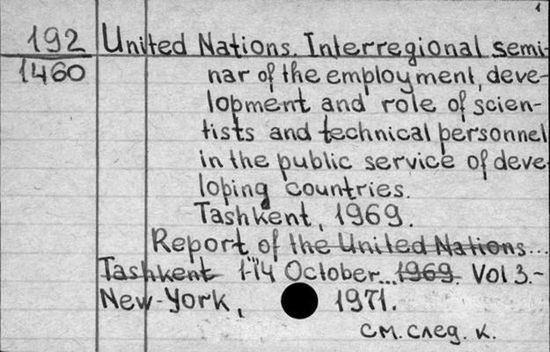 1
192 United Nations. Interregional semi-
1460 nar of the employment, deve-
lopment and role of scien-
tists and technical personnel
in the public service of deve-
loping countries.
Tashkent, 1969.
Report of the United Nations...
Tashkent 1-14 October... 1969. Vol 3.-
New-York, 1971.
см. след. к.